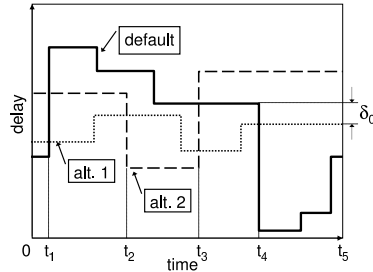 default
delay
δ₀
alt. 1
alt. 2
0 t₁ t₂ t₃ t₄ t₅
time